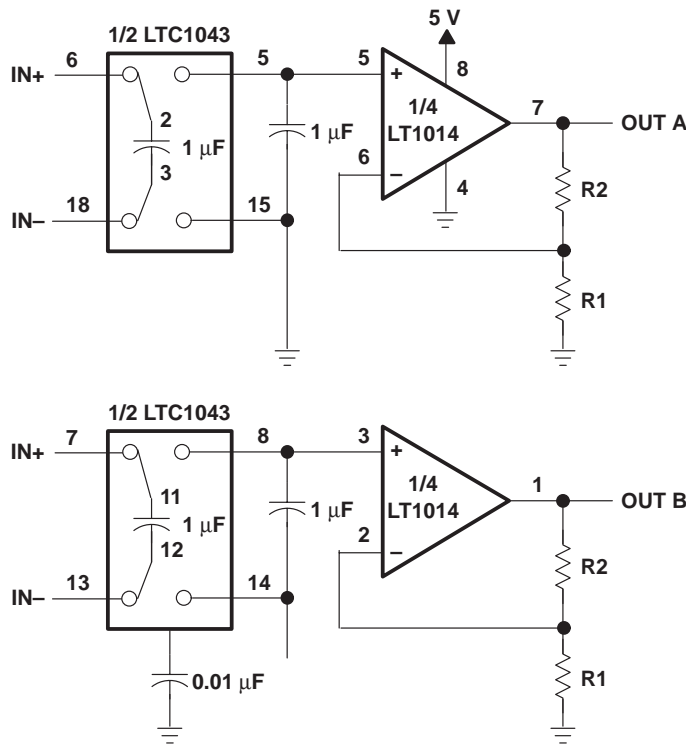 5 V
1/2 LTC1043
IN+
6
5
5
+
8
2
1 µF
3
1 µF
1/4
LT1014
7
OUT A
6
–
4
R2
IN–
18
15
R1
1/2 LTC1043
IN+
7
8
3
+
11
1 µF
12
1 µF
1/4
LT1014
1
OUT B
2
–
R2
IN–
13
14
0.01 µF
R1